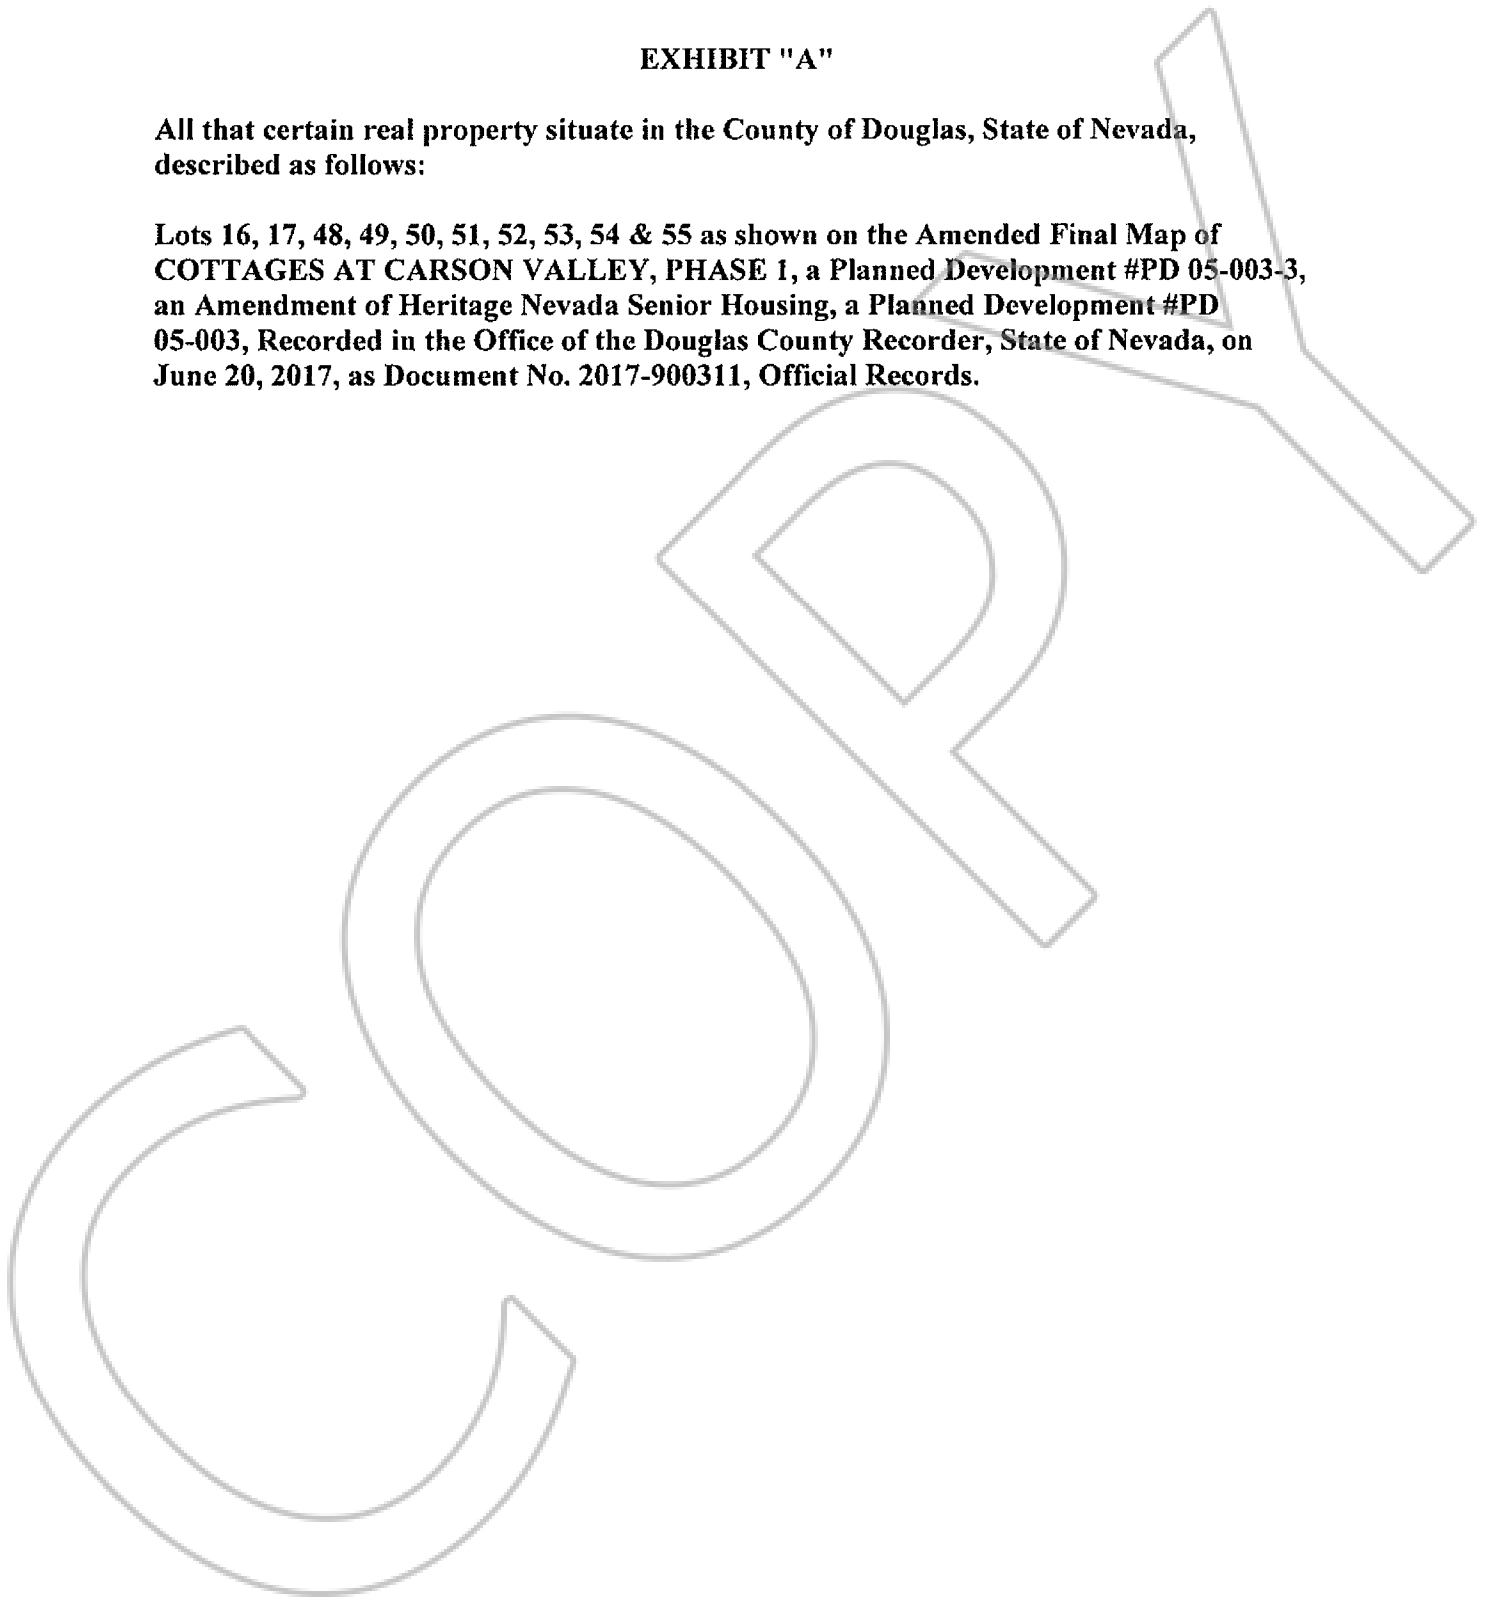 EXHIBIT "A"
All that certain real property situate in the County of Douglas, State of Nevada,
described as follows:
Lots 16, 17, 48, 49, 50, 51, 52, 53, 54 & 55 as shown on the Amended Final Map of
COTTAGES AT CARSON VALLEY, PHASE 1, a Planned Development #PD 05-003-3,
an Amendment of Heritage Nevada Senior Housing, a Planned Development #PD
05-003, Recorded in the Office of the Douglas County Recorder, State of Nevada, on
June 20, 2017, as Document No. 2017-900311, Official Records.
COPY